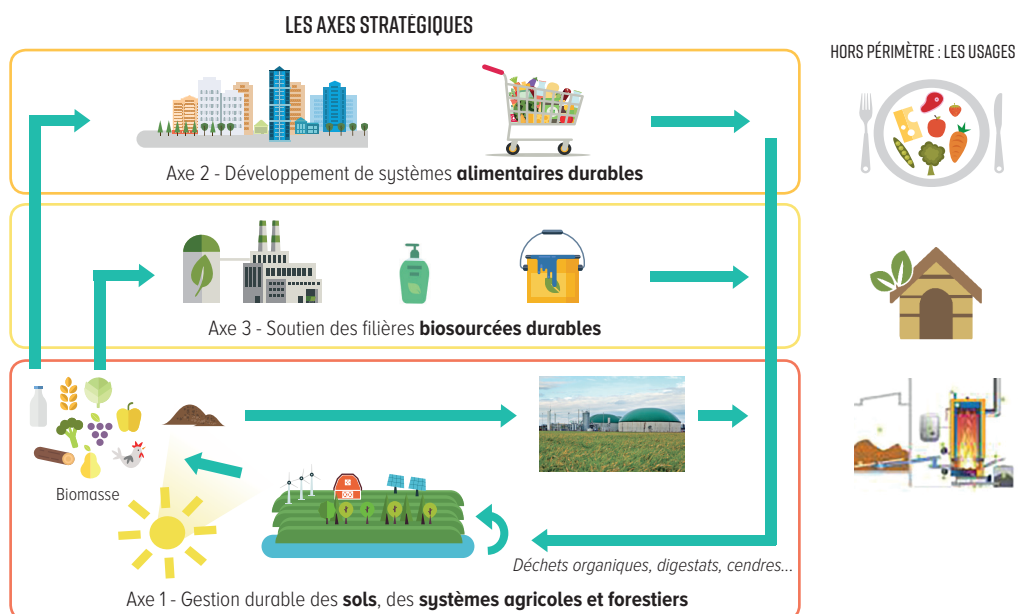 LES AXES STRATÉGIQUES
HORS PÉRIMÈTRE : LES USAGES
Axe 2 - Développement de systèmes alimentaires durables
Axe 3 - Soutien des filières biosourcées durables
Biomasse
Déchets organiques, digestats, cendres...
Axe 1 - Gestion durable des sols, des systèmes agricoles et forestiers